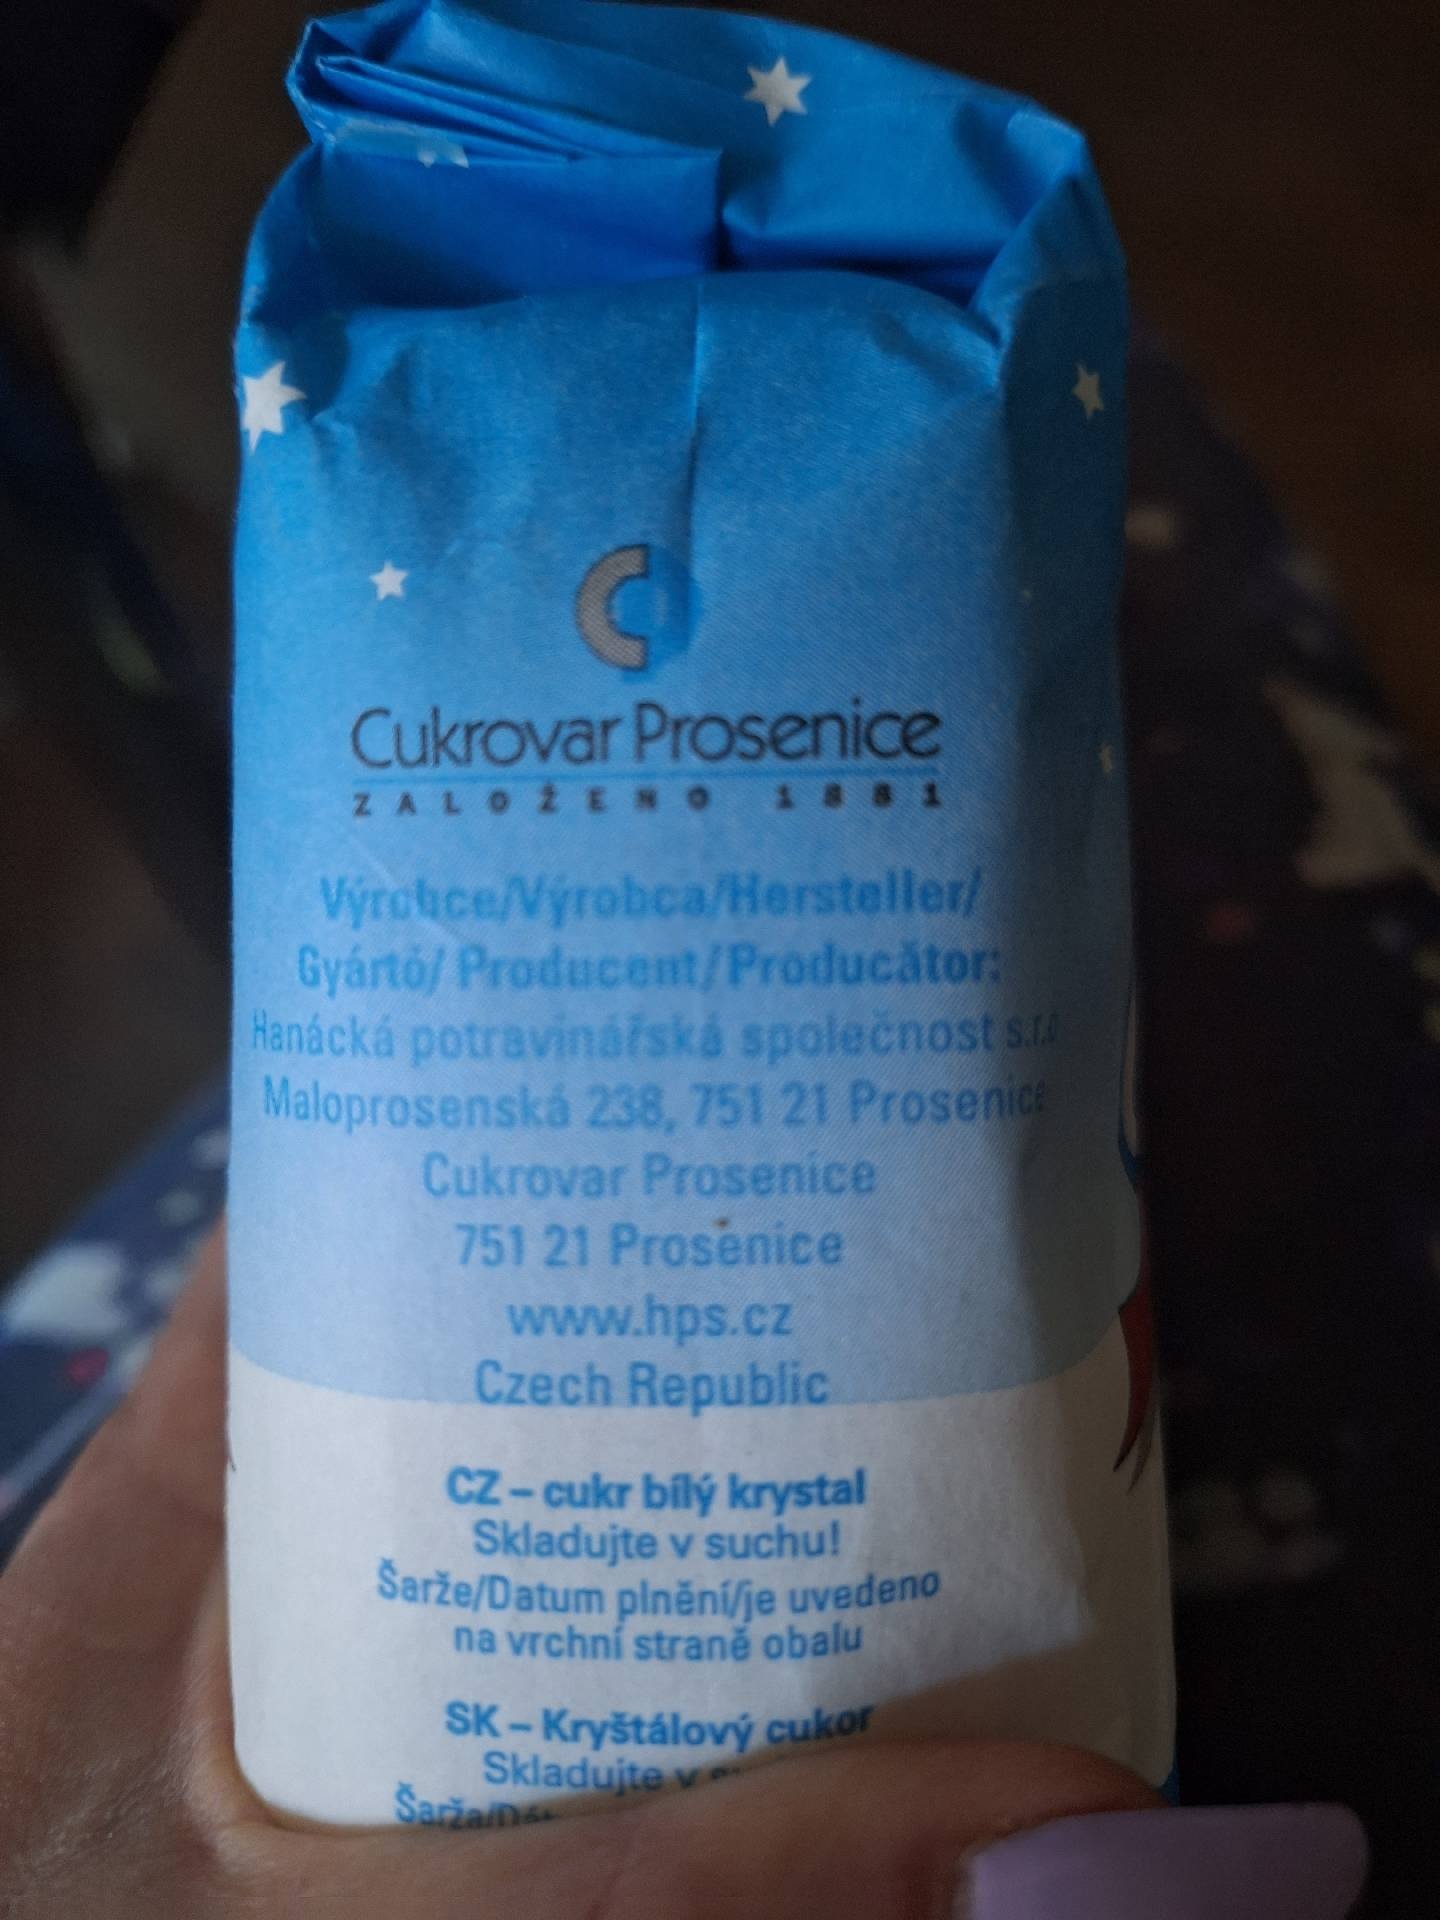 Cukrovar Prosenice
ZALOŽENO 1881
Výrobce/Výrobca/Hersteller/
Gyártó/ Producent/Producător:
Hanácká potravinářská společnost s.r.o
Maloprosenská 238, 751 21 Prosenice
Cukrovar Prosenice
751 21 Prosenice
www.hps.cz
Czech Republic
CZ – cukr bílý krystal
Skladujte v suchu!
Šarže/Datum plnění/je uvedeno
na vrchní straně obalu
SK – Kryštálový cukor
Skladujte v